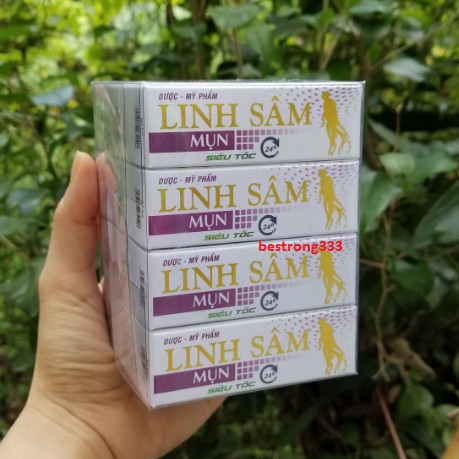 DƯỢC - MỸ PHẨM
LINH SÂM
MỤN
SIÊU TỐC
24H
DƯỢC - MỸ PHẨM
LINH SÂM
MỤN
SIÊU TỐC
24H
bestrong333
DƯỢC - MỸ PHẨM
LINH SÂM
MỤN
SIÊU TỐC
24H
DƯỢC - MỸ PHẨM
LINH SÂM
MỤN
SIÊU TỐC
24H